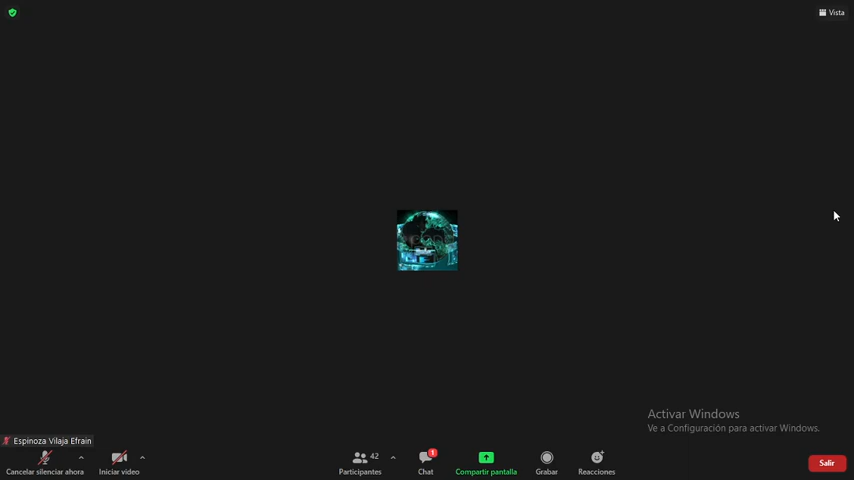 Vista
Activar Windows
Ve a Configuración para activar Windows.
Espinoza Vilaja Efrain
42
1
Cancelar silenciar ahora
Iniciar video
Participantes
Chat
Compartir pantalla
Grabar
Reacciones
Salir